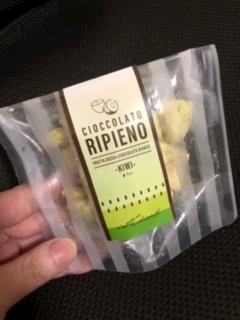 CIOCCOLATO
RIPIENO
FRUTTA SECCA + CIOCCOLATO BIANCO
-KIWI-